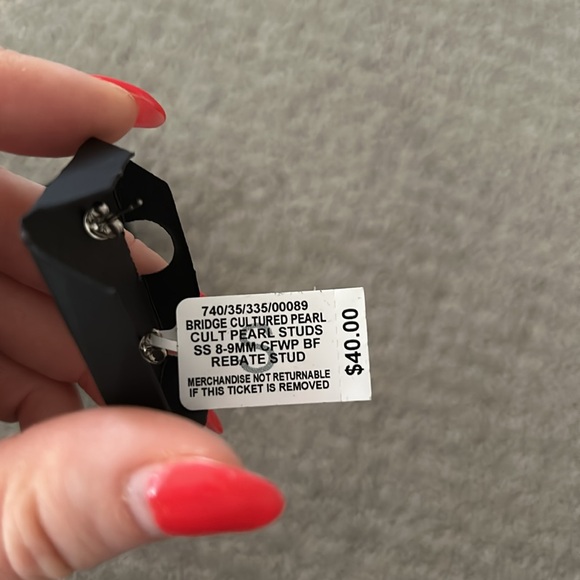 740/35/335/00089
BRIDGE CULTURED PEARL
CULT PEARL STUDS
SS 8-9MM CFWP BF
REBATE STUD
MERCHANDISE NOT RETURNABLE
IF THIS TICKET IS REMOVED
$40.00
S